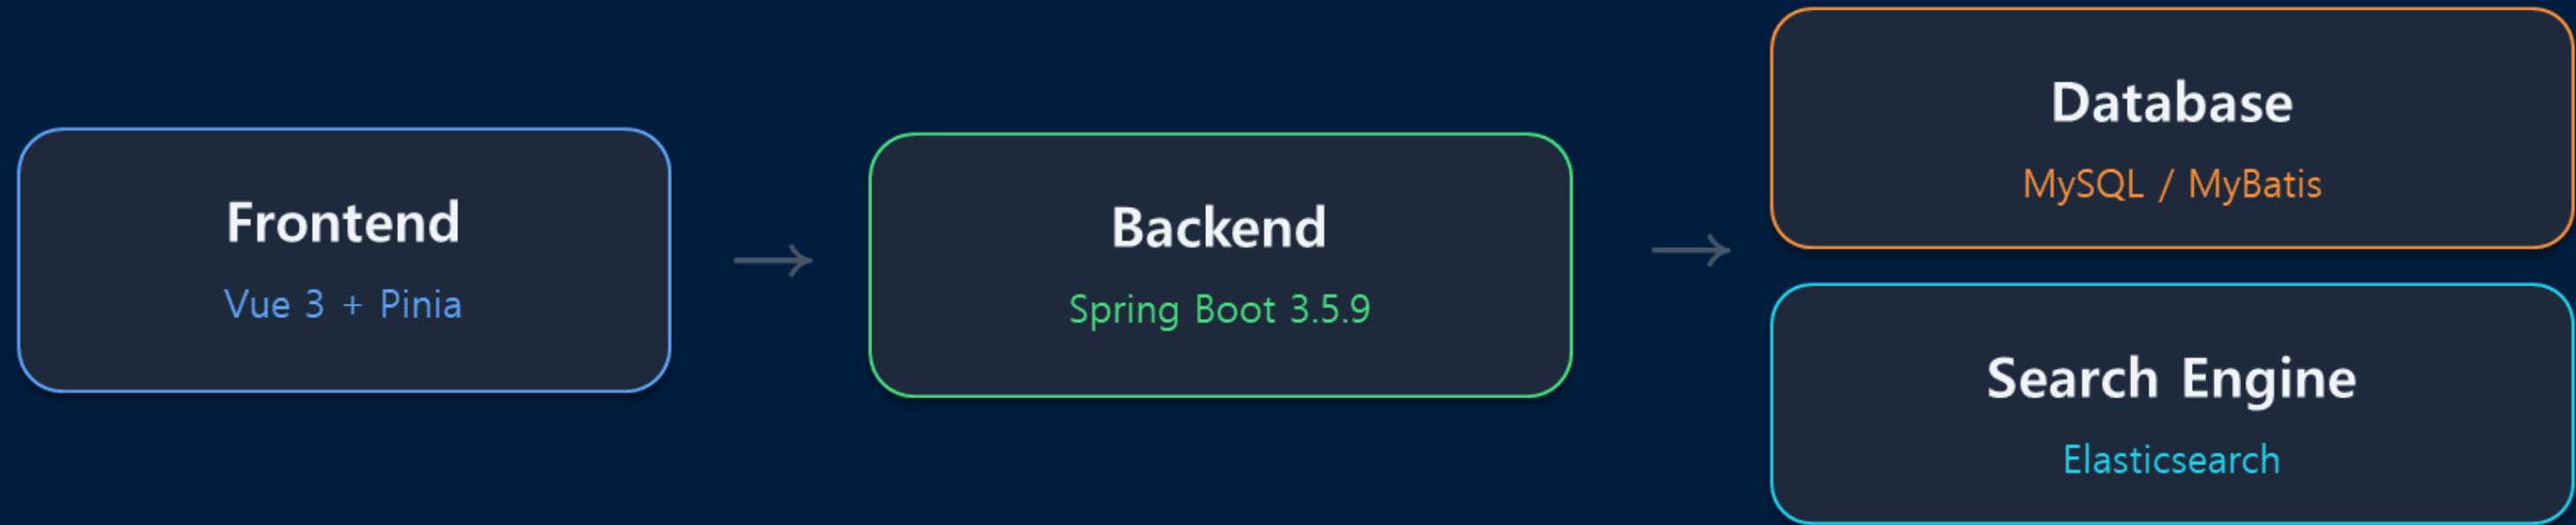 Frontend
Vue 3 + Pinia
→
Backend
Spring Boot 3.5.9
→
Database
MySQL / MyBatis
Search Engine
Elasticsearch